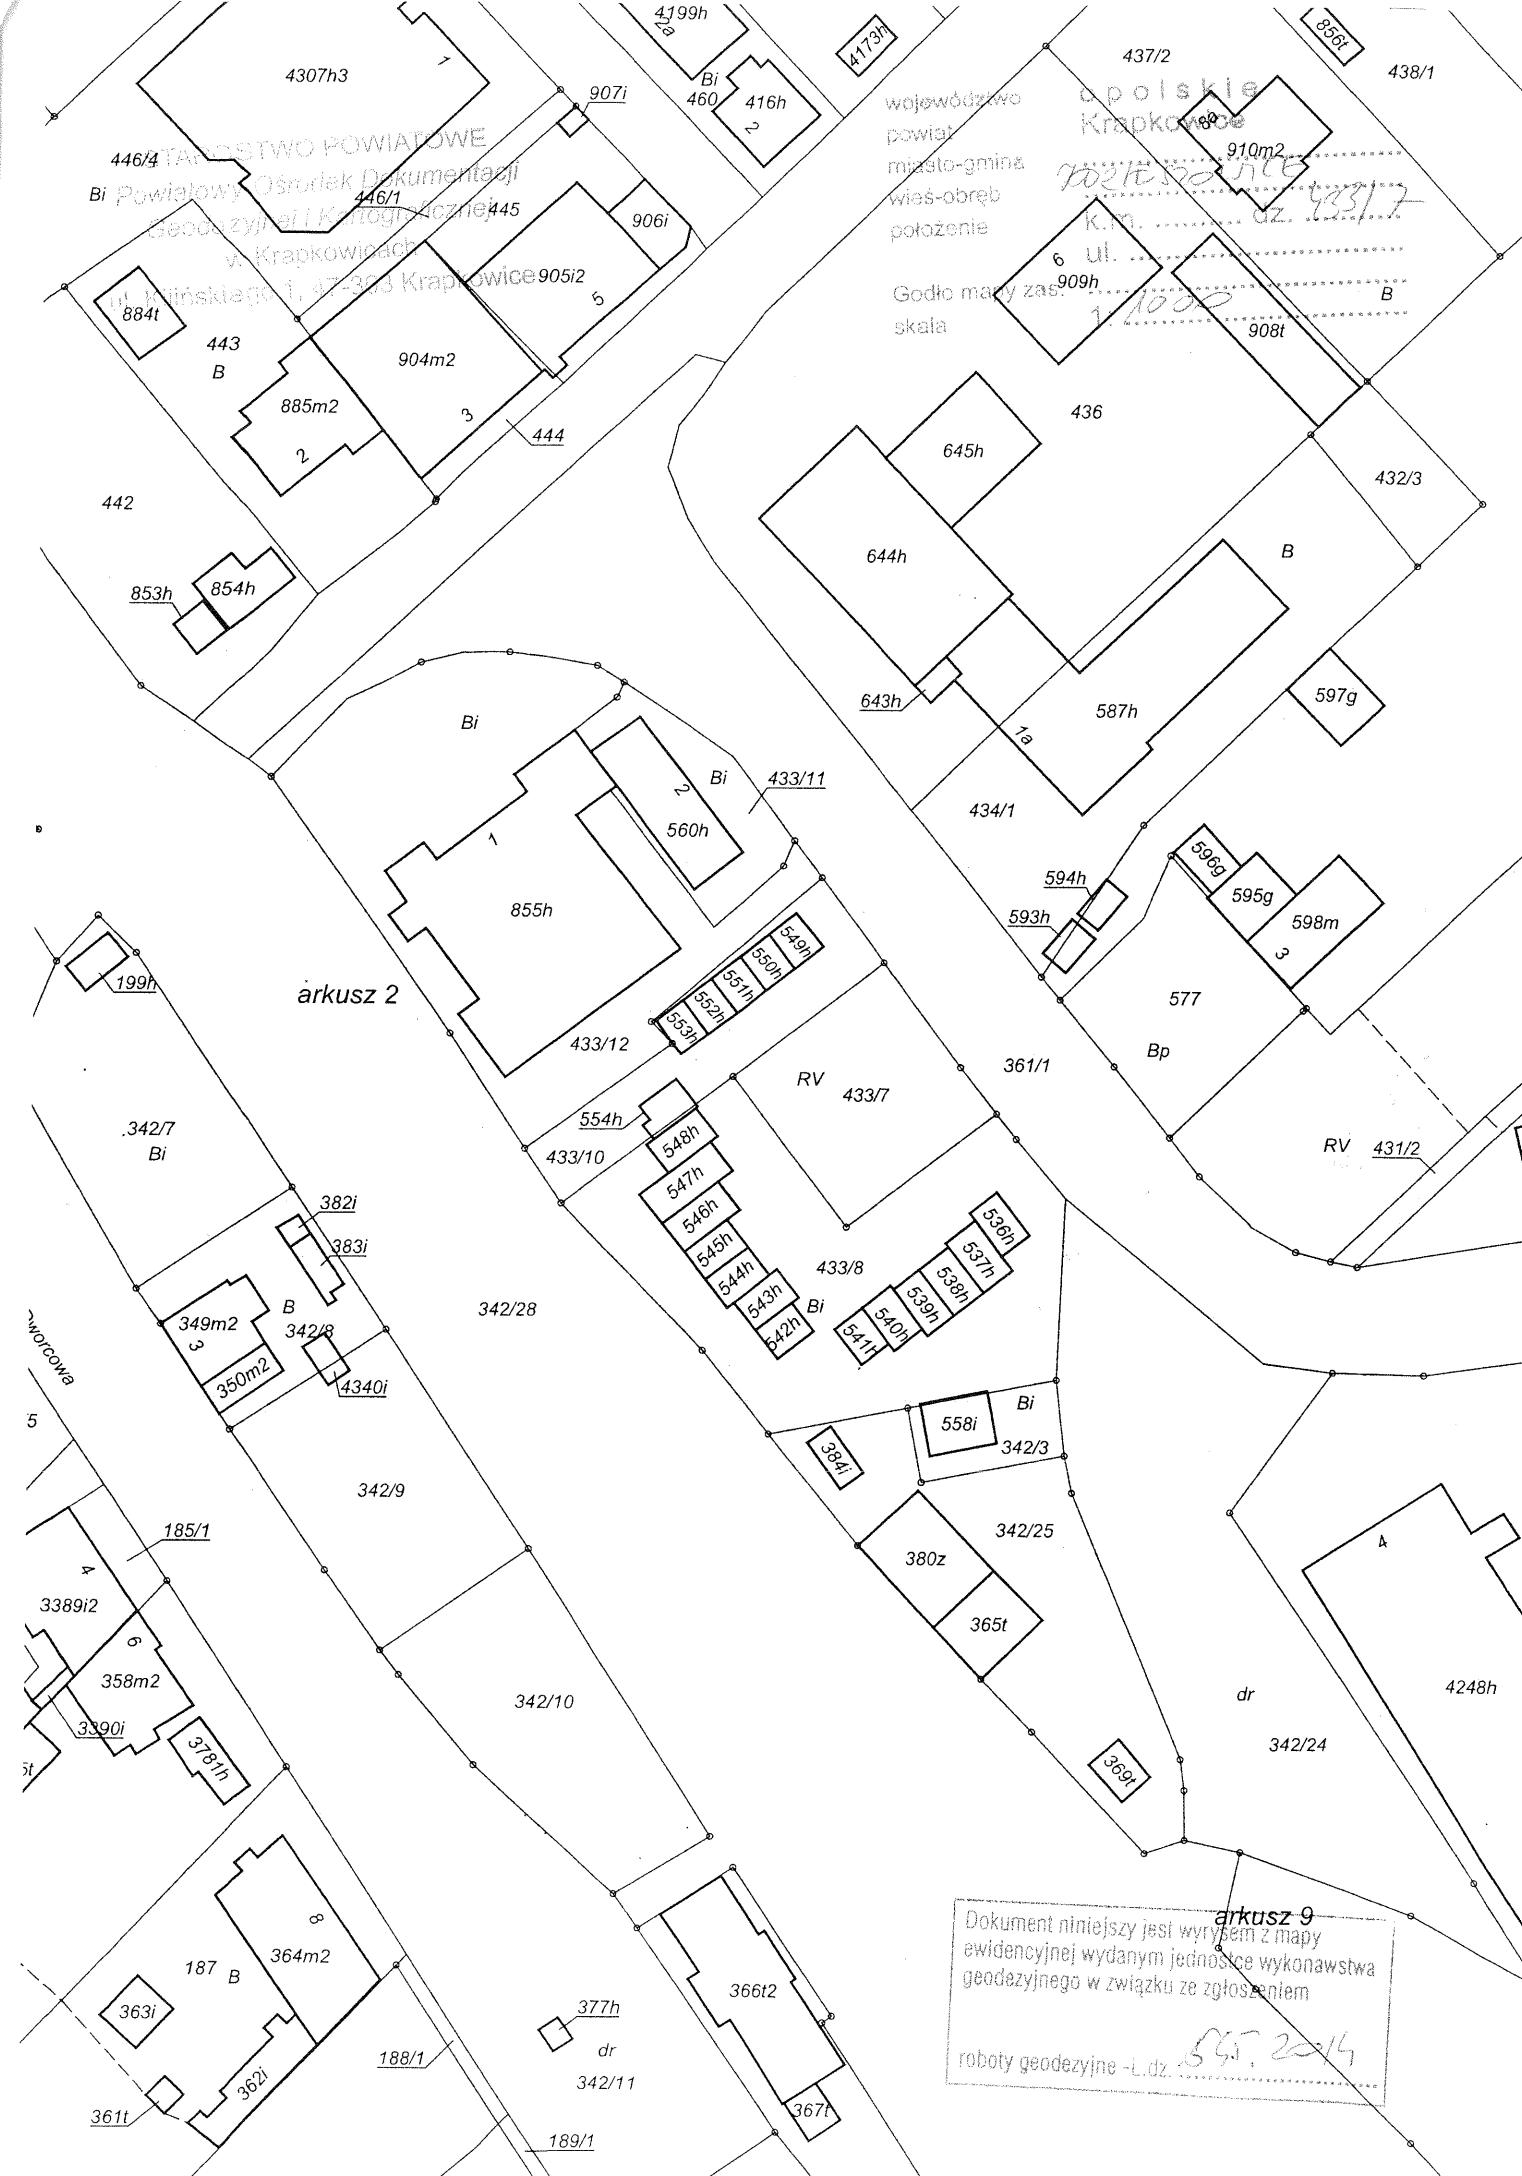 4199h
2a
4173h
856t
437/2
438/1
4307h3
1
Bi
460
416h
2
907i
województwo opolskie
powiat Krapkowice
miasto-gmina
wieś-obręb
położenie
k.m. .......... dz. 433/7
ul.
Godło mapy zas.
skala 1: 1000
8a
910m2
STAROSTWO POWIATOWE
Powiatowy Ośrodek Dokumentacji
Geodezyjnej i Kartograficznej
w Krapkowicach
ul. Kilińskiego 1, 47-303 Krapkowice
446/4
Bi
446/1
445
906i
905i2
5
6
909h
908t
B
884t
443
B
904m2
885m2
3
2
444
436
645h
432/3
442
644h
B
853h
854h
643h
587h
1a
597g
Bi
Bi
433/11
2
560h
1
434/1
855h
594h
593h
596g
595g
598m
3
199h
arkusz 2
549h
550h
551h
552h
553h
433/12
577
Bp
361/1
RV
433/7
342/7
Bi
554h
433/10
548h
547h
546h
545h
544h
543h
542h
RV
431/2
382i
383i
536h
537h
538h
539h
540h
541h
433/8
Bi
349m2
3
B
342/8
350m2
4340i
342/28
worcowa
5
558i
Bi
342/3
384i
342/9
185/1
342/25
380z
365t
4
4
3389i2
6
358m2
3390i
3781h
5t
342/10
dr
342/24
4248h
369t
8
364m2
187
B
363i
362i
361t
188/1
189/1
377h
dr
342/11
366t2
367t
arkusz 9
Dokument niniejszy jest wyrysem z mapy
ewidencyjnej wydanym jednostce wykonawstwa
geodezyjnego w związku ze zgłoszeniem
roboty geodezyjne -L.dz. 2014